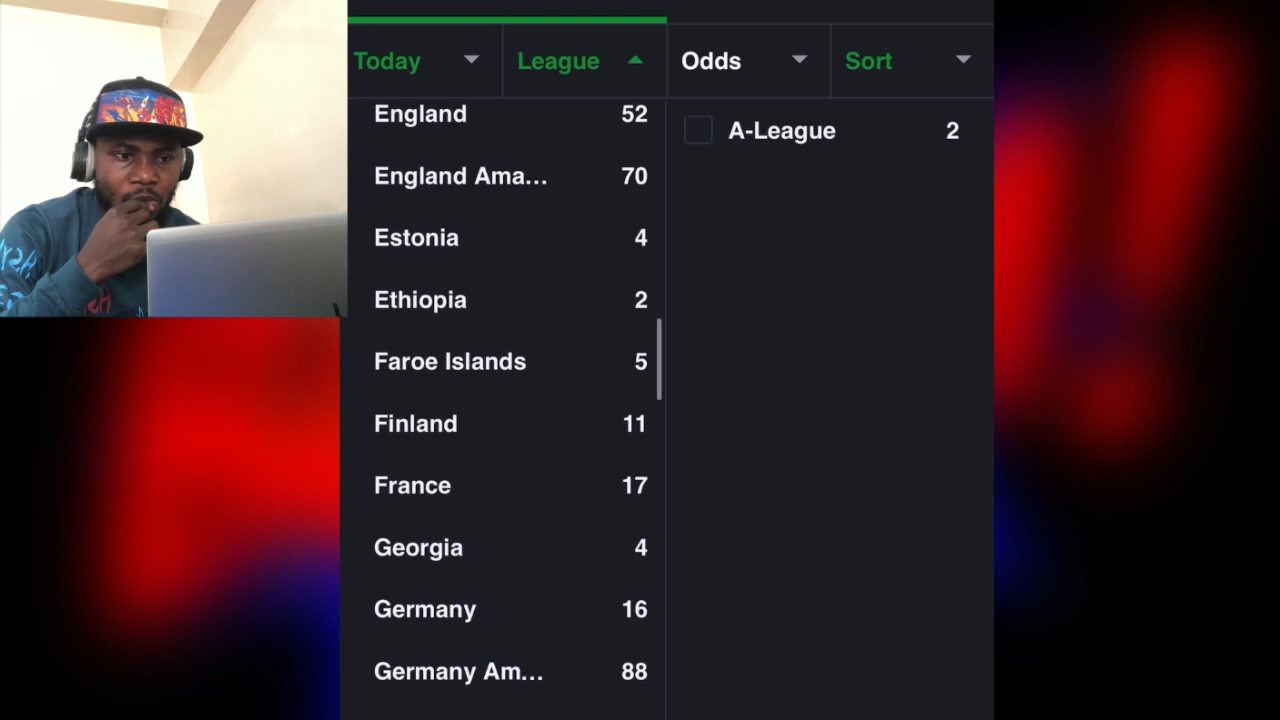 Today League Odds Sort
England 52
A-League 2
England Ama... 70
Estonia 4
Ethiopia 2
Faroe Islands 5
Finland 11
France 17
Georgia 4
Germany 16
Germany Am... 88